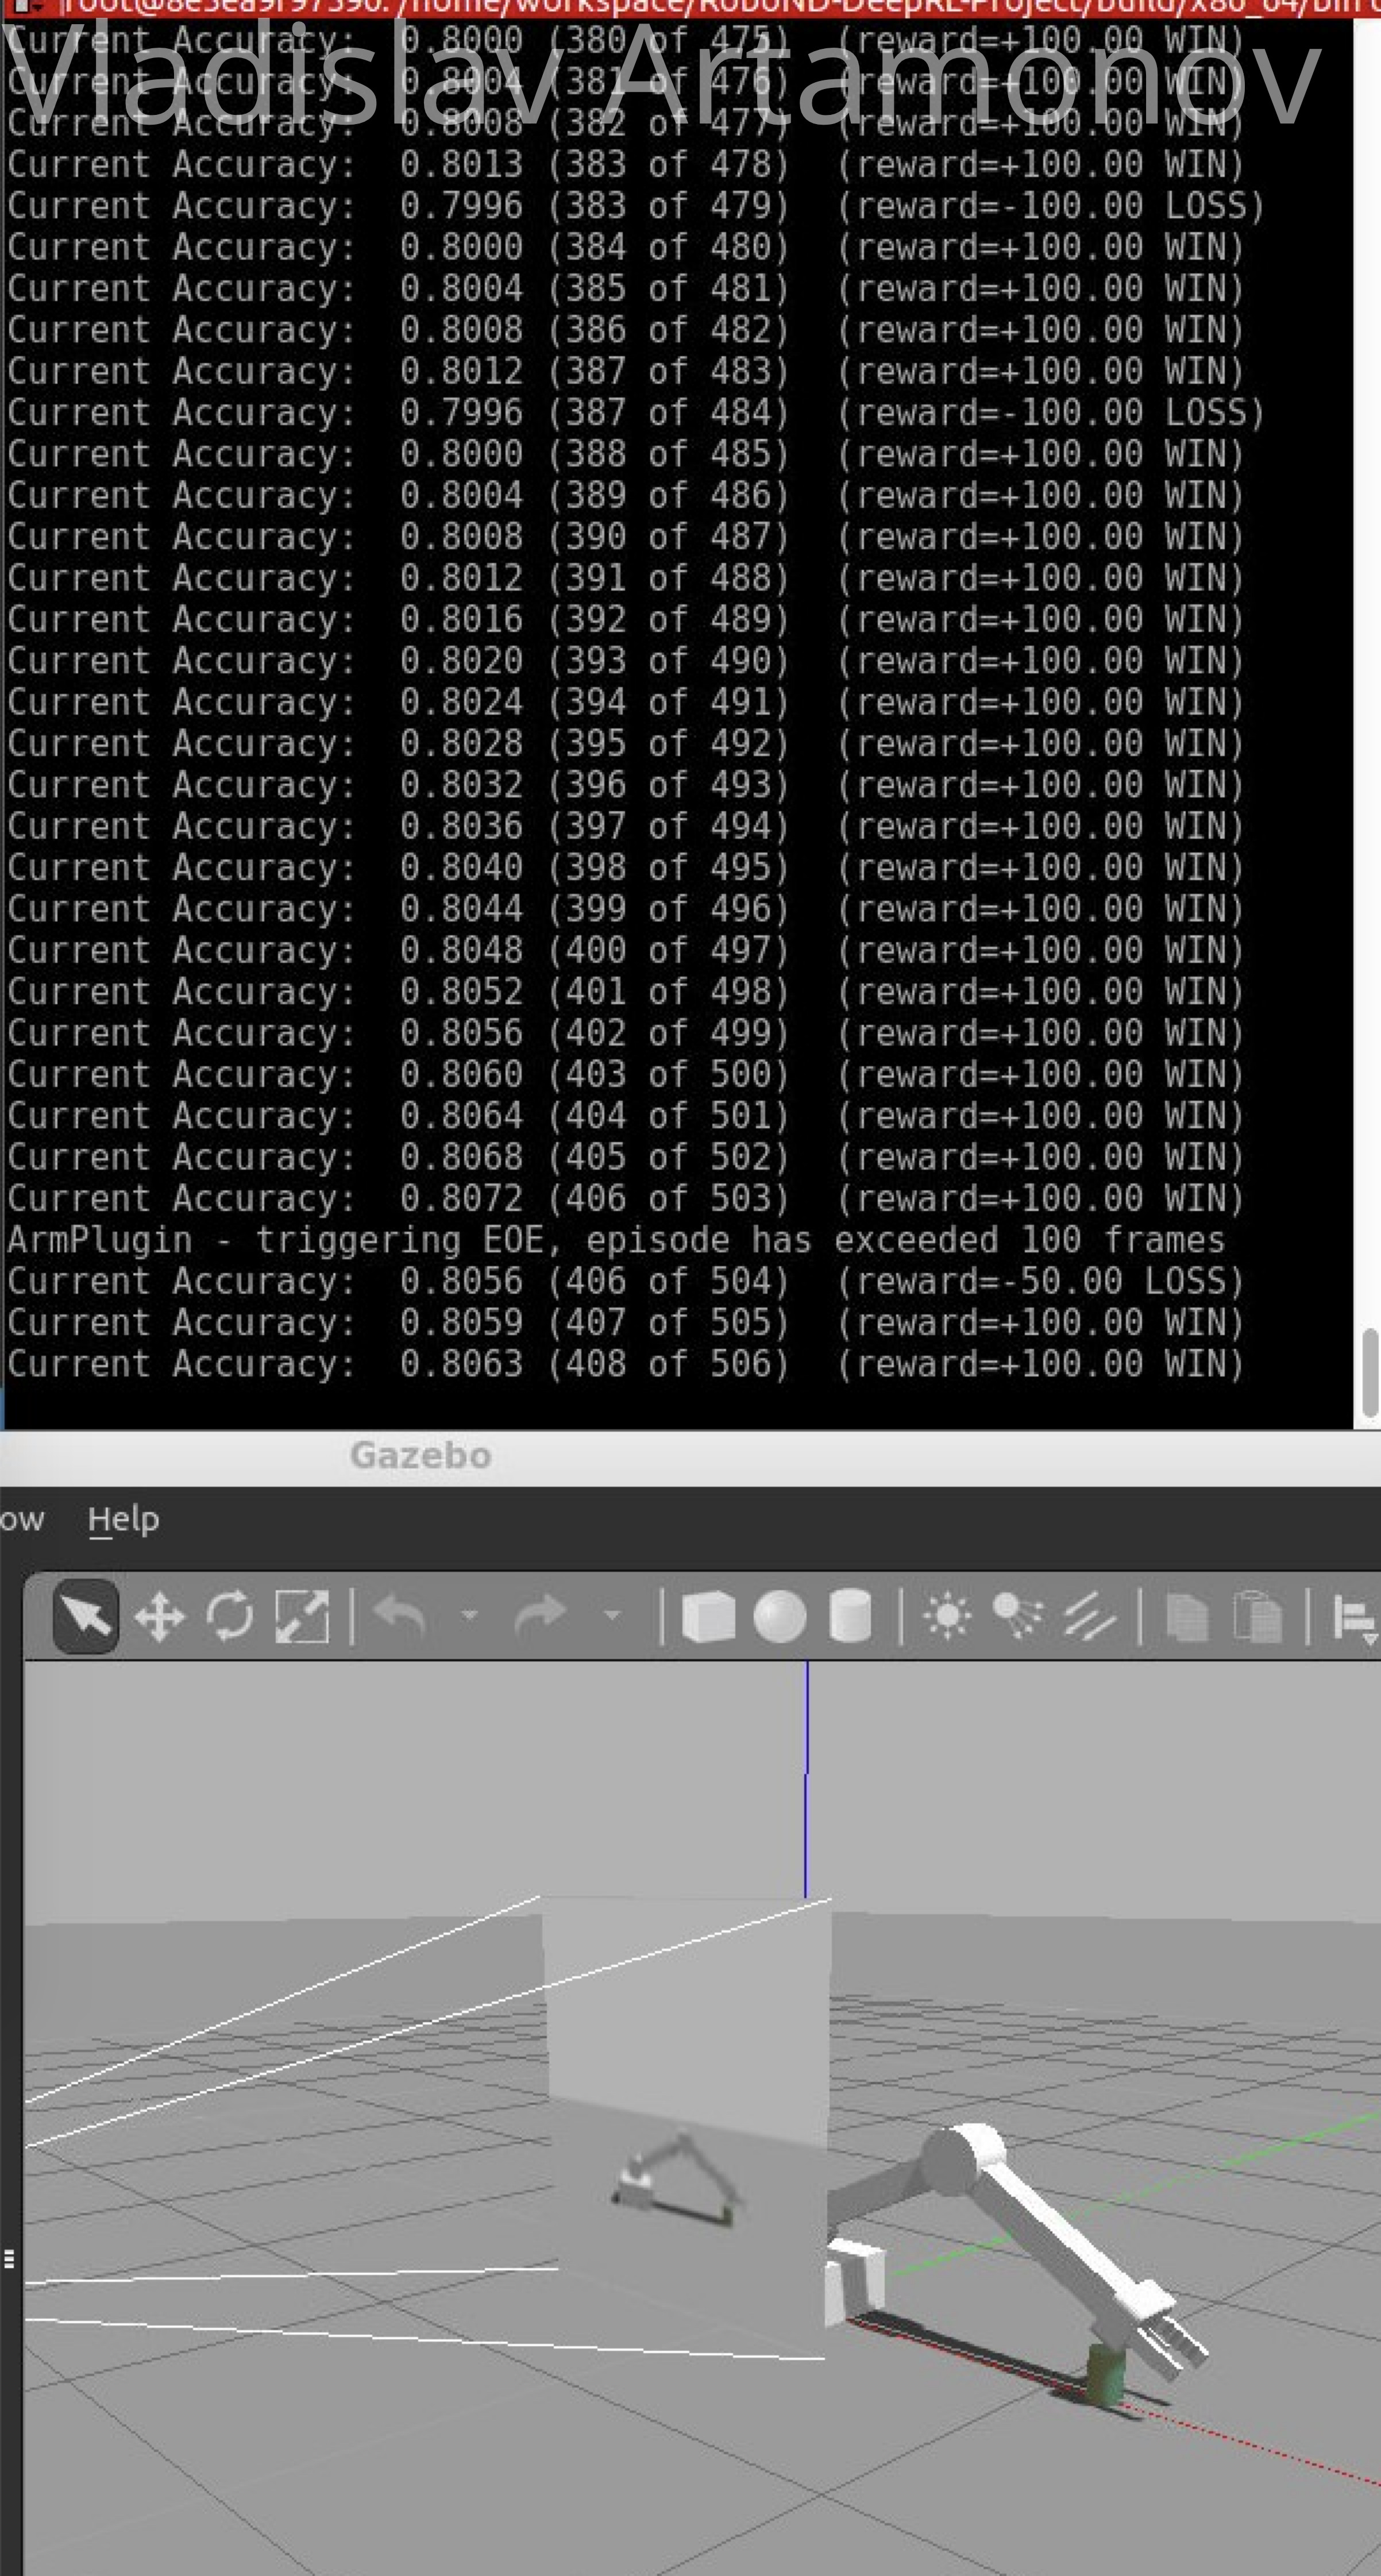 root@8e5ea9f97590: /home/workspace/RoboND-DeepRL-Project/build/x86_64/bin
Vladislav Artamonov
Current Accuracy:  0.8000 (380 of 475)  (reward=+100.00 WIN)
Current Accuracy:  0.8004 (381 of 476)  (reward=+100.00 WIN)
Current Accuracy:  0.8008 (382 of 477)  (reward=+100.00 WIN)
Current Accuracy:  0.8013 (383 of 478)  (reward=+100.00 WIN)
Current Accuracy:  0.7996 (383 of 479)  (reward=-100.00 LOSS)
Current Accuracy:  0.8000 (384 of 480)  (reward=+100.00 WIN)
Current Accuracy:  0.8004 (385 of 481)  (reward=+100.00 WIN)
Current Accuracy:  0.8008 (386 of 482)  (reward=+100.00 WIN)
Current Accuracy:  0.8012 (387 of 483)  (reward=+100.00 WIN)
Current Accuracy:  0.7996 (387 of 484)  (reward=-100.00 LOSS)
Current Accuracy:  0.8000 (388 of 485)  (reward=+100.00 WIN)
Current Accuracy:  0.8004 (389 of 486)  (reward=+100.00 WIN)
Current Accuracy:  0.8008 (390 of 487)  (reward=+100.00 WIN)
Current Accuracy:  0.8012 (391 of 488)  (reward=+100.00 WIN)
Current Accuracy:  0.8016 (392 of 489)  (reward=+100.00 WIN)
Current Accuracy:  0.8020 (393 of 490)  (reward=+100.00 WIN)
Current Accuracy:  0.8024 (394 of 491)  (reward=+100.00 WIN)
Current Accuracy:  0.8028 (395 of 492)  (reward=+100.00 WIN)
Current Accuracy:  0.8032 (396 of 493)  (reward=+100.00 WIN)
Current Accuracy:  0.8036 (397 of 494)  (reward=+100.00 WIN)
Current Accuracy:  0.8040 (398 of 495)  (reward=+100.00 WIN)
Current Accuracy:  0.8044 (399 of 496)  (reward=+100.00 WIN)
Current Accuracy:  0.8048 (400 of 497)  (reward=+100.00 WIN)
Current Accuracy:  0.8052 (401 of 498)  (reward=+100.00 WIN)
Current Accuracy:  0.8056 (402 of 499)  (reward=+100.00 WIN)
Current Accuracy:  0.8060 (403 of 500)  (reward=+100.00 WIN)
Current Accuracy:  0.8064 (404 of 501)  (reward=+100.00 WIN)
Current Accuracy:  0.8068 (405 of 502)  (reward=+100.00 WIN)
Current Accuracy:  0.8072 (406 of 503)  (reward=+100.00 WIN)
ArmPlugin - triggering EOE, episode has exceeded 100 frames
Current Accuracy:  0.8056 (406 of 504)  (reward=-50.00 LOSS)
Current Accuracy:  0.8059 (407 of 505)  (reward=+100.00 WIN)
Current Accuracy:  0.8063 (408 of 506)  (reward=+100.00 WIN)
Gazebo
ow Help